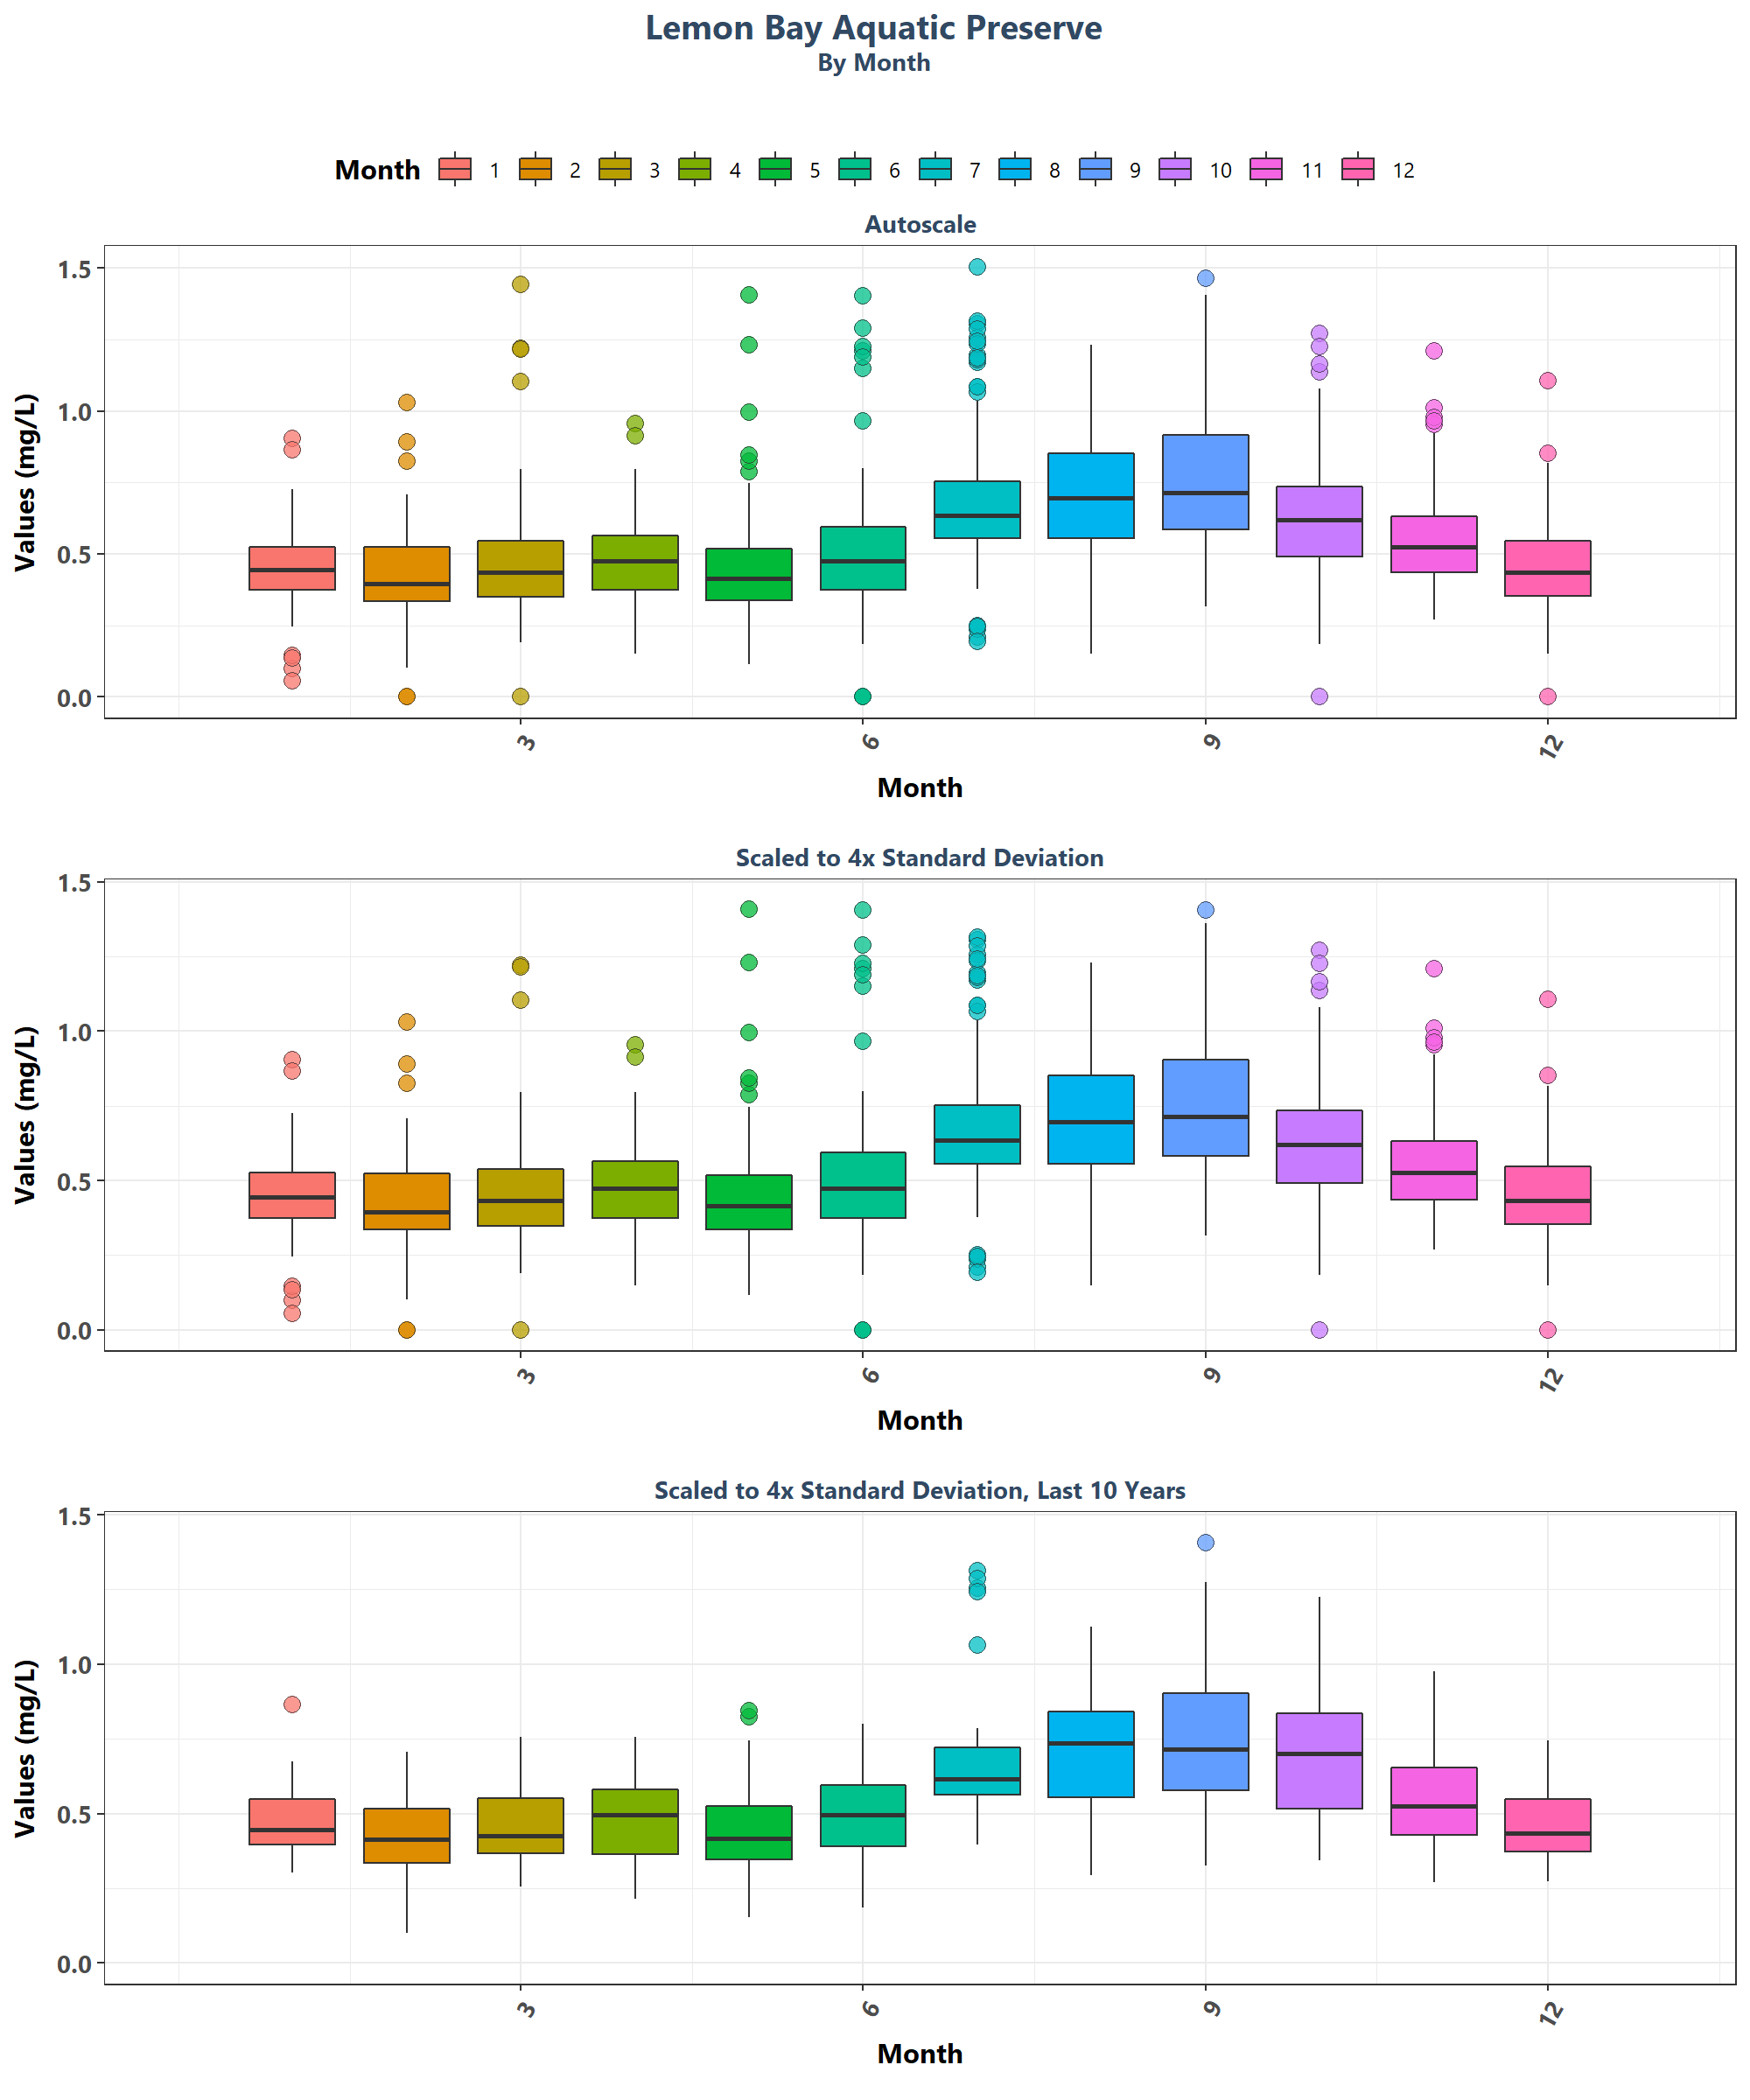 Lemon Bay Aquatic Preserve
By Month
Month 1 2 3 4 5 6 7 8 9 10 11 12
Autoscale
Values (mg/L)
1.5
1.0
0.5
0.0
3 6 9 12
Month
Scaled to 4x Standard Deviation
Values (mg/L)
1.5
1.0
0.5
0.0
3 6 9 12
Month
Scaled to 4x Standard Deviation, Last 10 Years
Values (mg/L)
1.5
1.0
0.5
0.0
3 6 9 12
Month